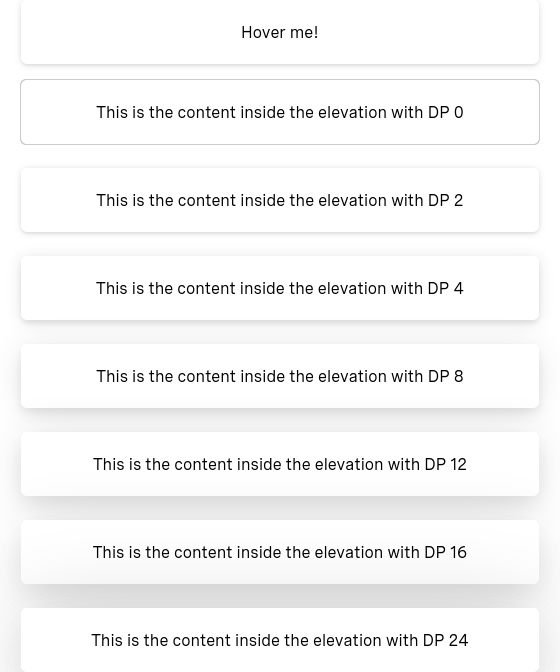 Hover me!
This is the content inside the elevation with DP 0
This is the content inside the elevation with DP 2
This is the content inside the elevation with DP 4
This is the content inside the elevation with DP 8
This is the content inside the elevation with DP 12
This is the content inside the elevation with DP 16
This is the content inside the elevation with DP 24